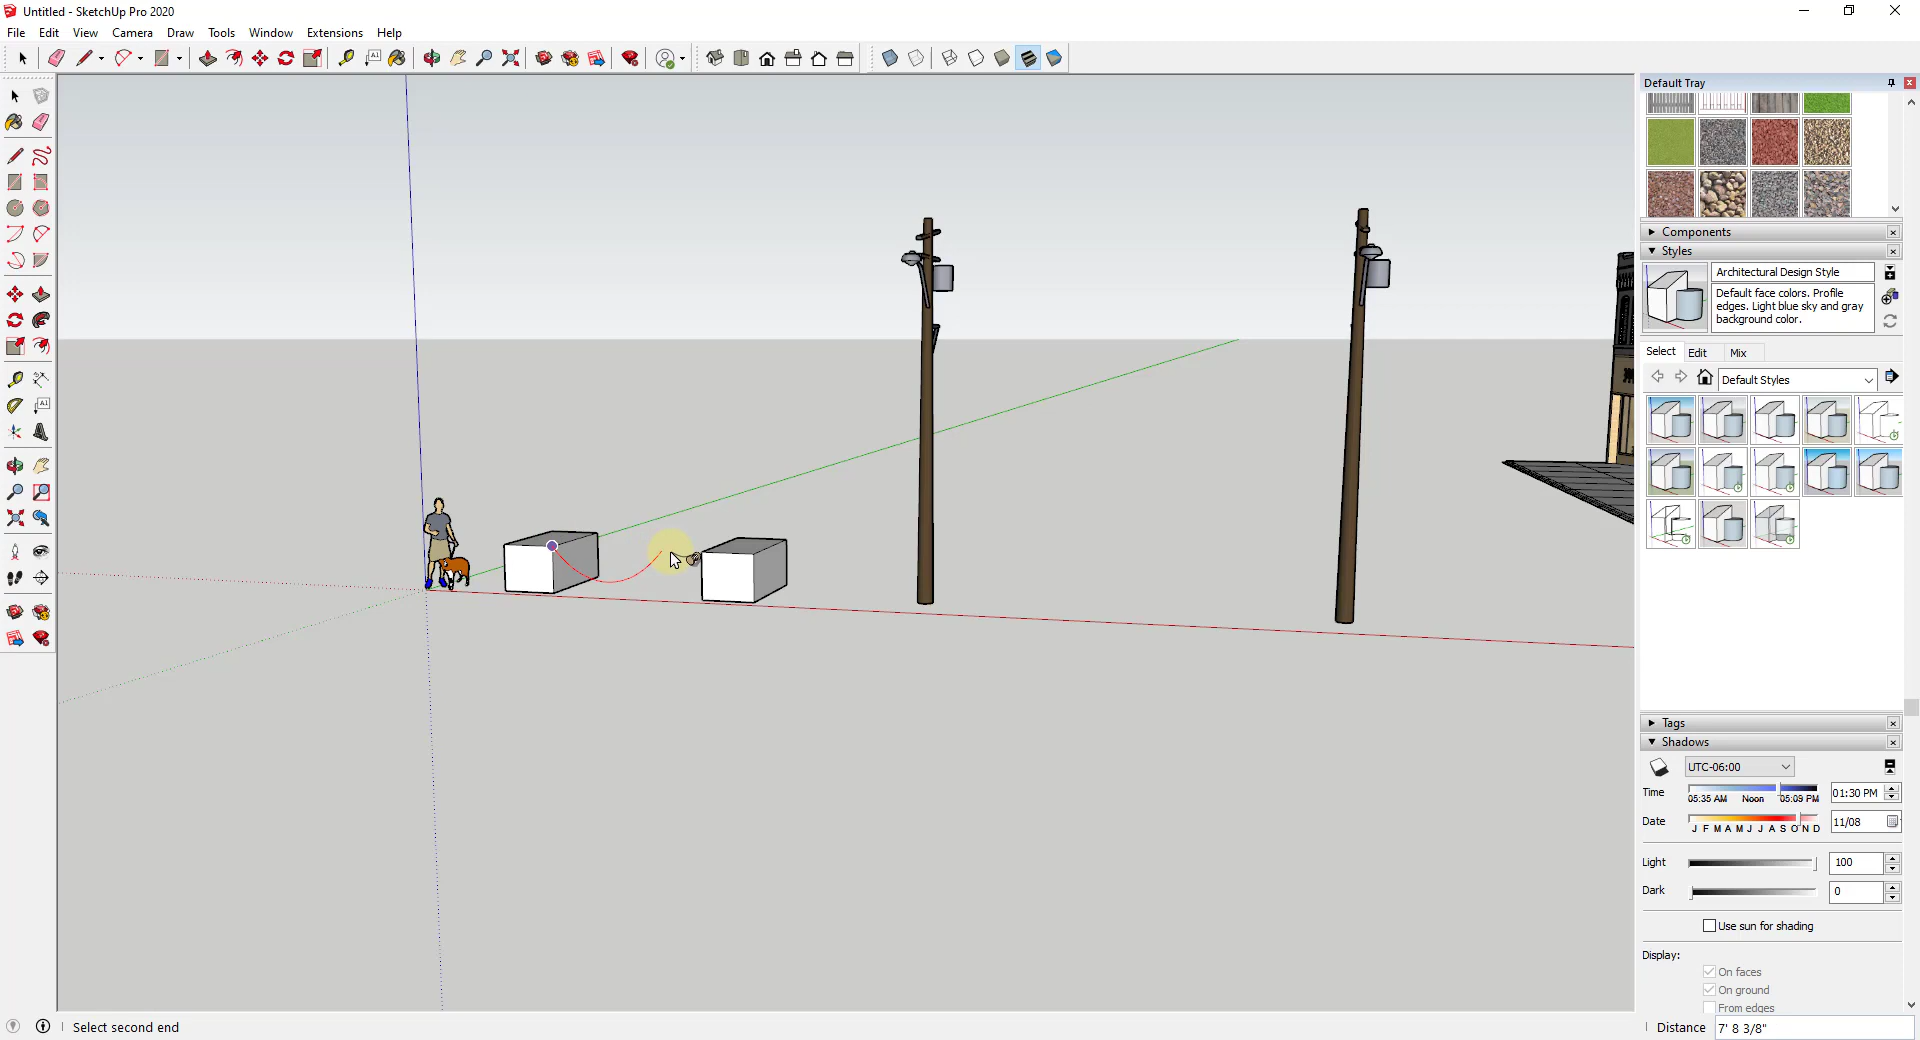 Untitled - SketchUp Pro 2020
File Edit View Camera Draw Tools Window Extensions Help
Default Tray
Components
Styles
Architectural Design Style
Default face colors. Profile
edges. Light blue sky and gray
background color.
Select Edit Mix
Default Styles
Tags
Shadows
UTC-06:00
Time
05:35 AM Noon 05:09 PM
01:30 PM
Date
J F M A M J J A S O N D
11/08
Light
100
Dark
0
Use sun for shading
Display:
On faces
On ground
From edges
Select second end
Distance 7' 8 3/8"